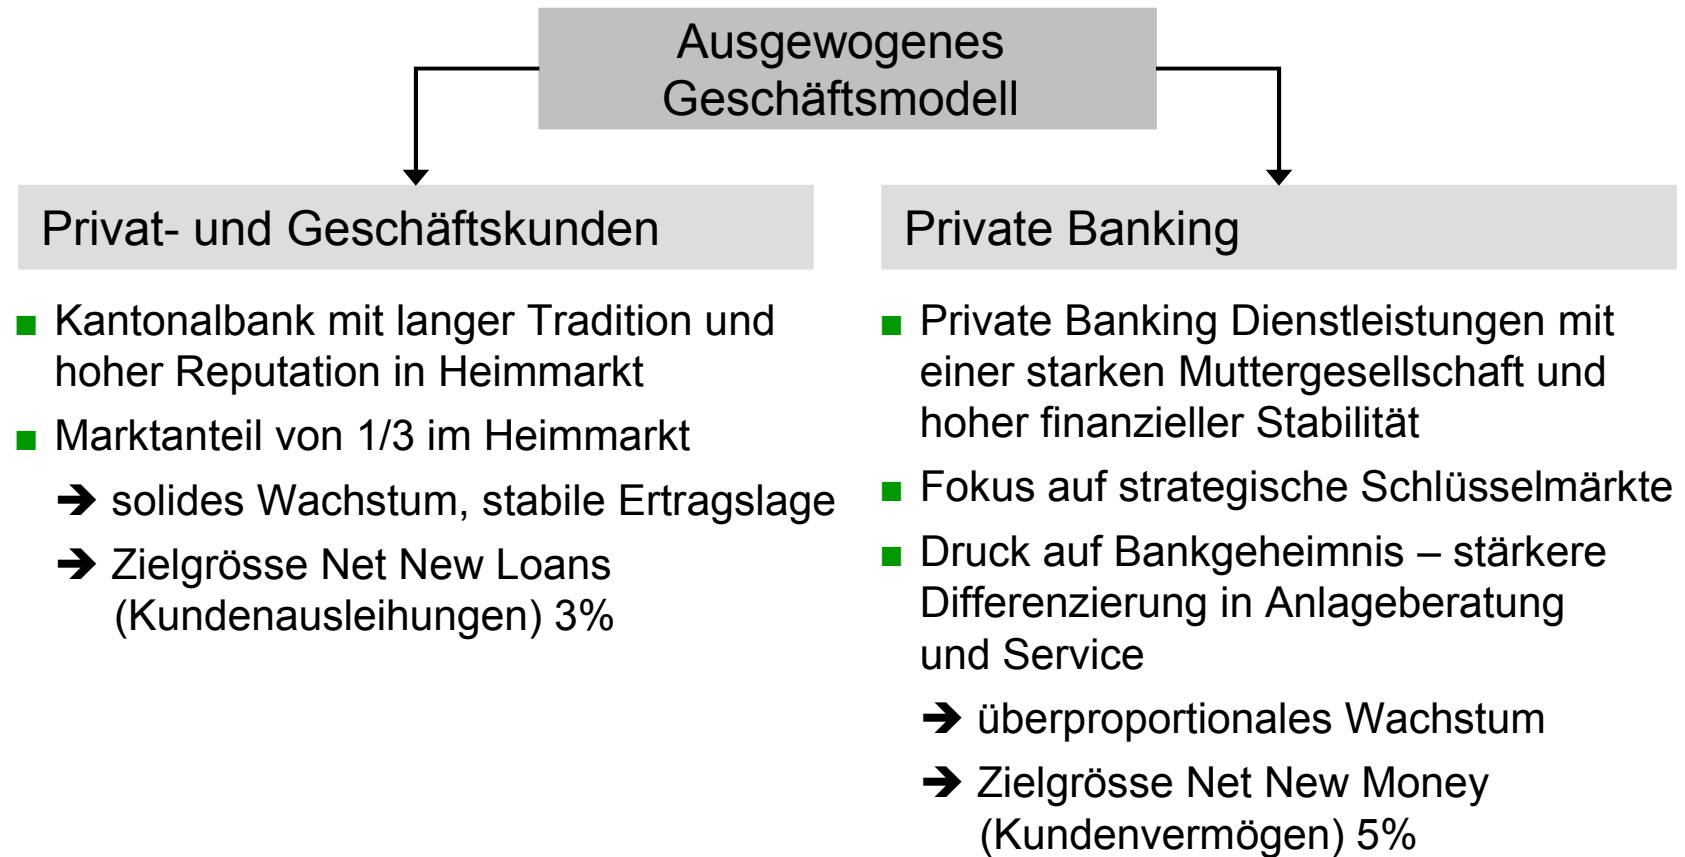 Ausgewogenes
Geschäftsmodell
Privat- und Geschäftskunden
Kantonalbank mit langer Tradition und
hoher Reputation in Heimmarkt
Marktanteil von 1/3 im Heimmarkt
➔ solides Wachstum, stabile Ertragslage
➔ Zielgrösse Net New Loans
(Kundenausleihungen) 3%
Private Banking
Private Banking Dienstleistungen mit
einer starken Muttergesellschaft und
hoher finanzieller Stabilität
Fokus auf strategische Schlüsselmärkte
Druck auf Bankgeheimnis – stärkere
Differenzierung in Anlageberatung
und Service
➔ überproportionales Wachstum
➔ Zielgrösse Net New Money
(Kundenvermögen) 5%